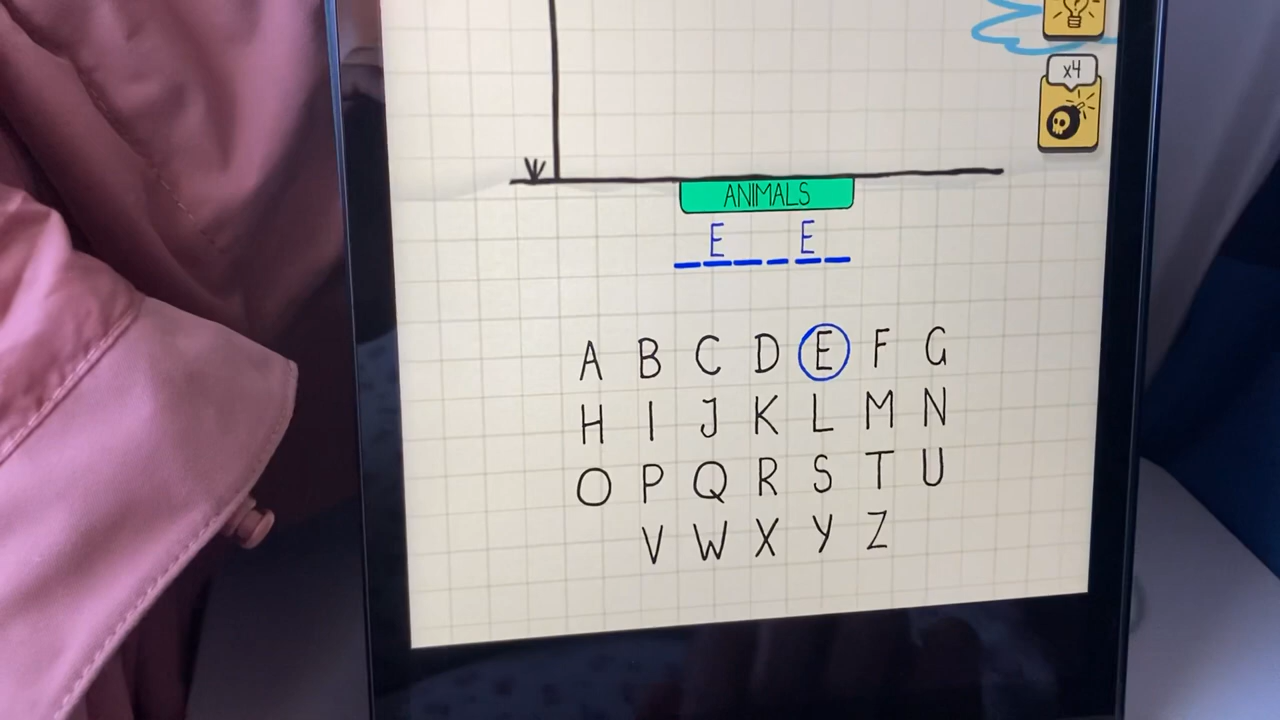 x4
ANIMALS
_ E _ _ E _
A B C D E F G
H I J K L M N
O P Q R S T U
V W X Y Z